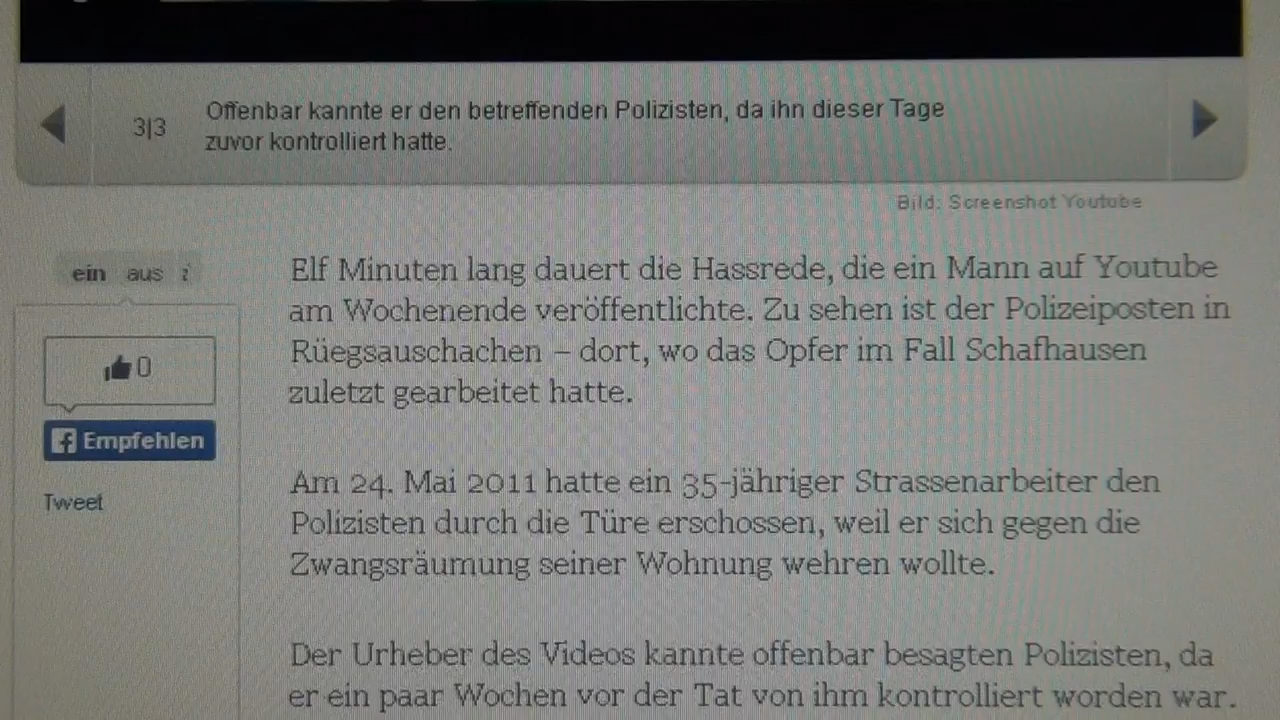 3|3
Offenbar kannte er den betreffenden Polizisten, da ihn dieser Tage
zuvor kontrolliert hatte.
Bild: Screenshot Youtube
ein aus i
0
Empfehlen
Tweet
Elf Minuten lang dauert die Hassrede, die ein Mann auf Youtube
am Wochenende veröffentlichte. Zu sehen ist der Polizeiposten in
Rüegsauschachen – dort, wo das Opfer im Fall Schafhausen
zuletzt gearbeitet hatte.
Am 24. Mai 2011 hatte ein 35-jähriger Strassenarbeiter den
Polizisten durch die Türe erschossen, weil er sich gegen die
Zwangsräumung seiner Wohnung wehren wollte.
Der Urheber des Videos kannte offenbar besagten Polizisten, da
er ein paar Wochen vor der Tat von ihm kontrolliert worden war.